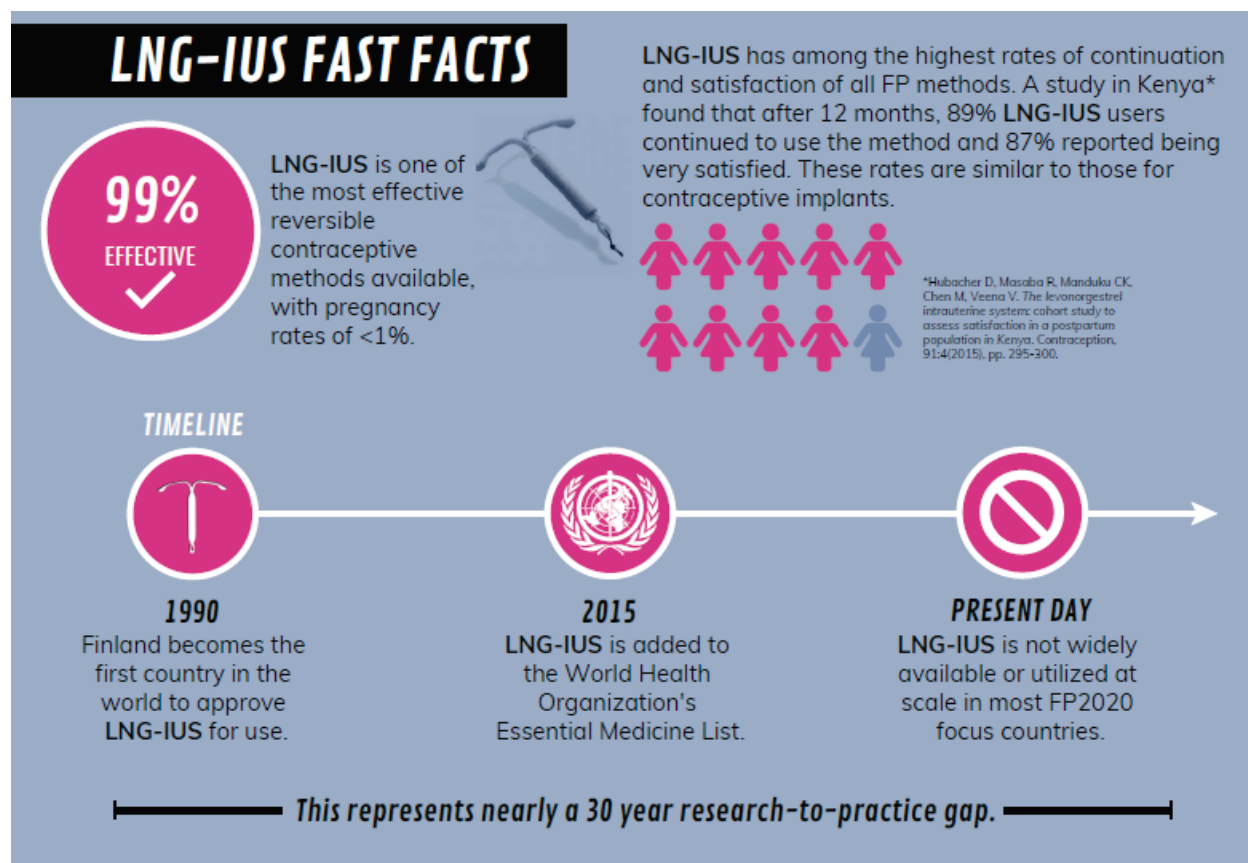 LNG-IUS FAST FACTS
99%
EFFECTIVE
LNG-IUS is one of
the most effective
reversible
contraceptive
methods available,
with pregnancy
rates of <1%.
LNG-IUS has among the highest rates of continuation
and satisfaction of all FP methods. A study in Kenya*
found that after 12 months, 89% LNG-IUS users
continued to use the method and 87% reported being
very satisfied. These rates are similar to those for
contraceptive implants.
*Hubacher D, Masaba R, Manduku CK,
Chen M, Veena V. The levonorgestrel
intrauterine system: cohort study to
assess satisfaction in a postpartum
population in Kenya. Contraception,
91:4(2015), pp. 295-300.
TIMELINE
1990
Finland becomes the
first country in the
world to approve
LNG-IUS for use.
2015
LNG-IUS is added to
the World Health
Organization's
Essential Medicine List.
PRESENT DAY
LNG-IUS is not widely
available or utilized at
scale in most FP2020
focus countries.
This represents nearly a 30 year research-to-practice gap.